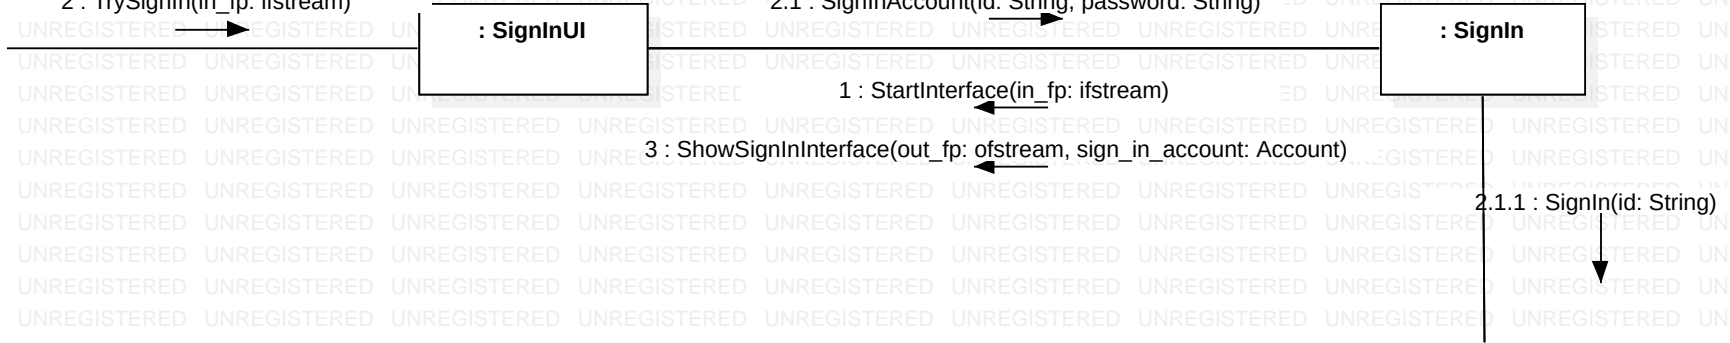 2 : TrySignIn(in_fp: ifstream)
2.1 : SignInAccount(id: String, password: String)
: SignInUI
: SignIn
1 : StartInterface(in_fp: ifstream)
3 : ShowSignInInterface(out_fp: ofstream, sign_in_account: Account)
2.1.1 : SignIn(id: String)
UNREGISTERED